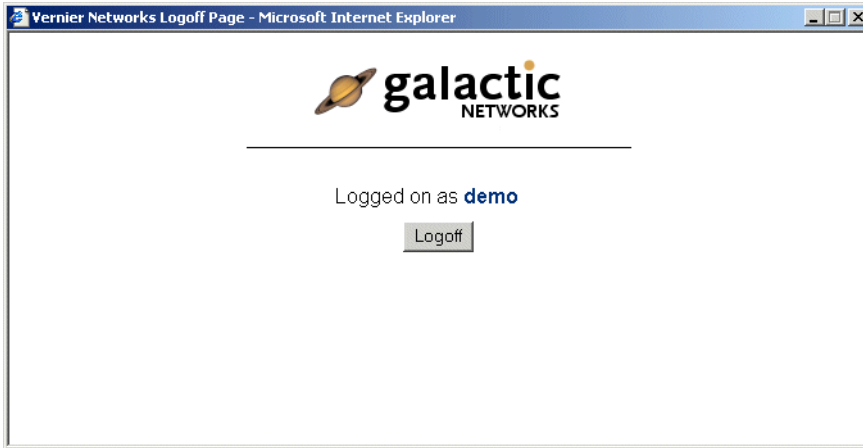 Vernier Networks Logoff Page - Microsoft Internet Explorer
galactic
NETWORKS
Logged on as demo
Logoff